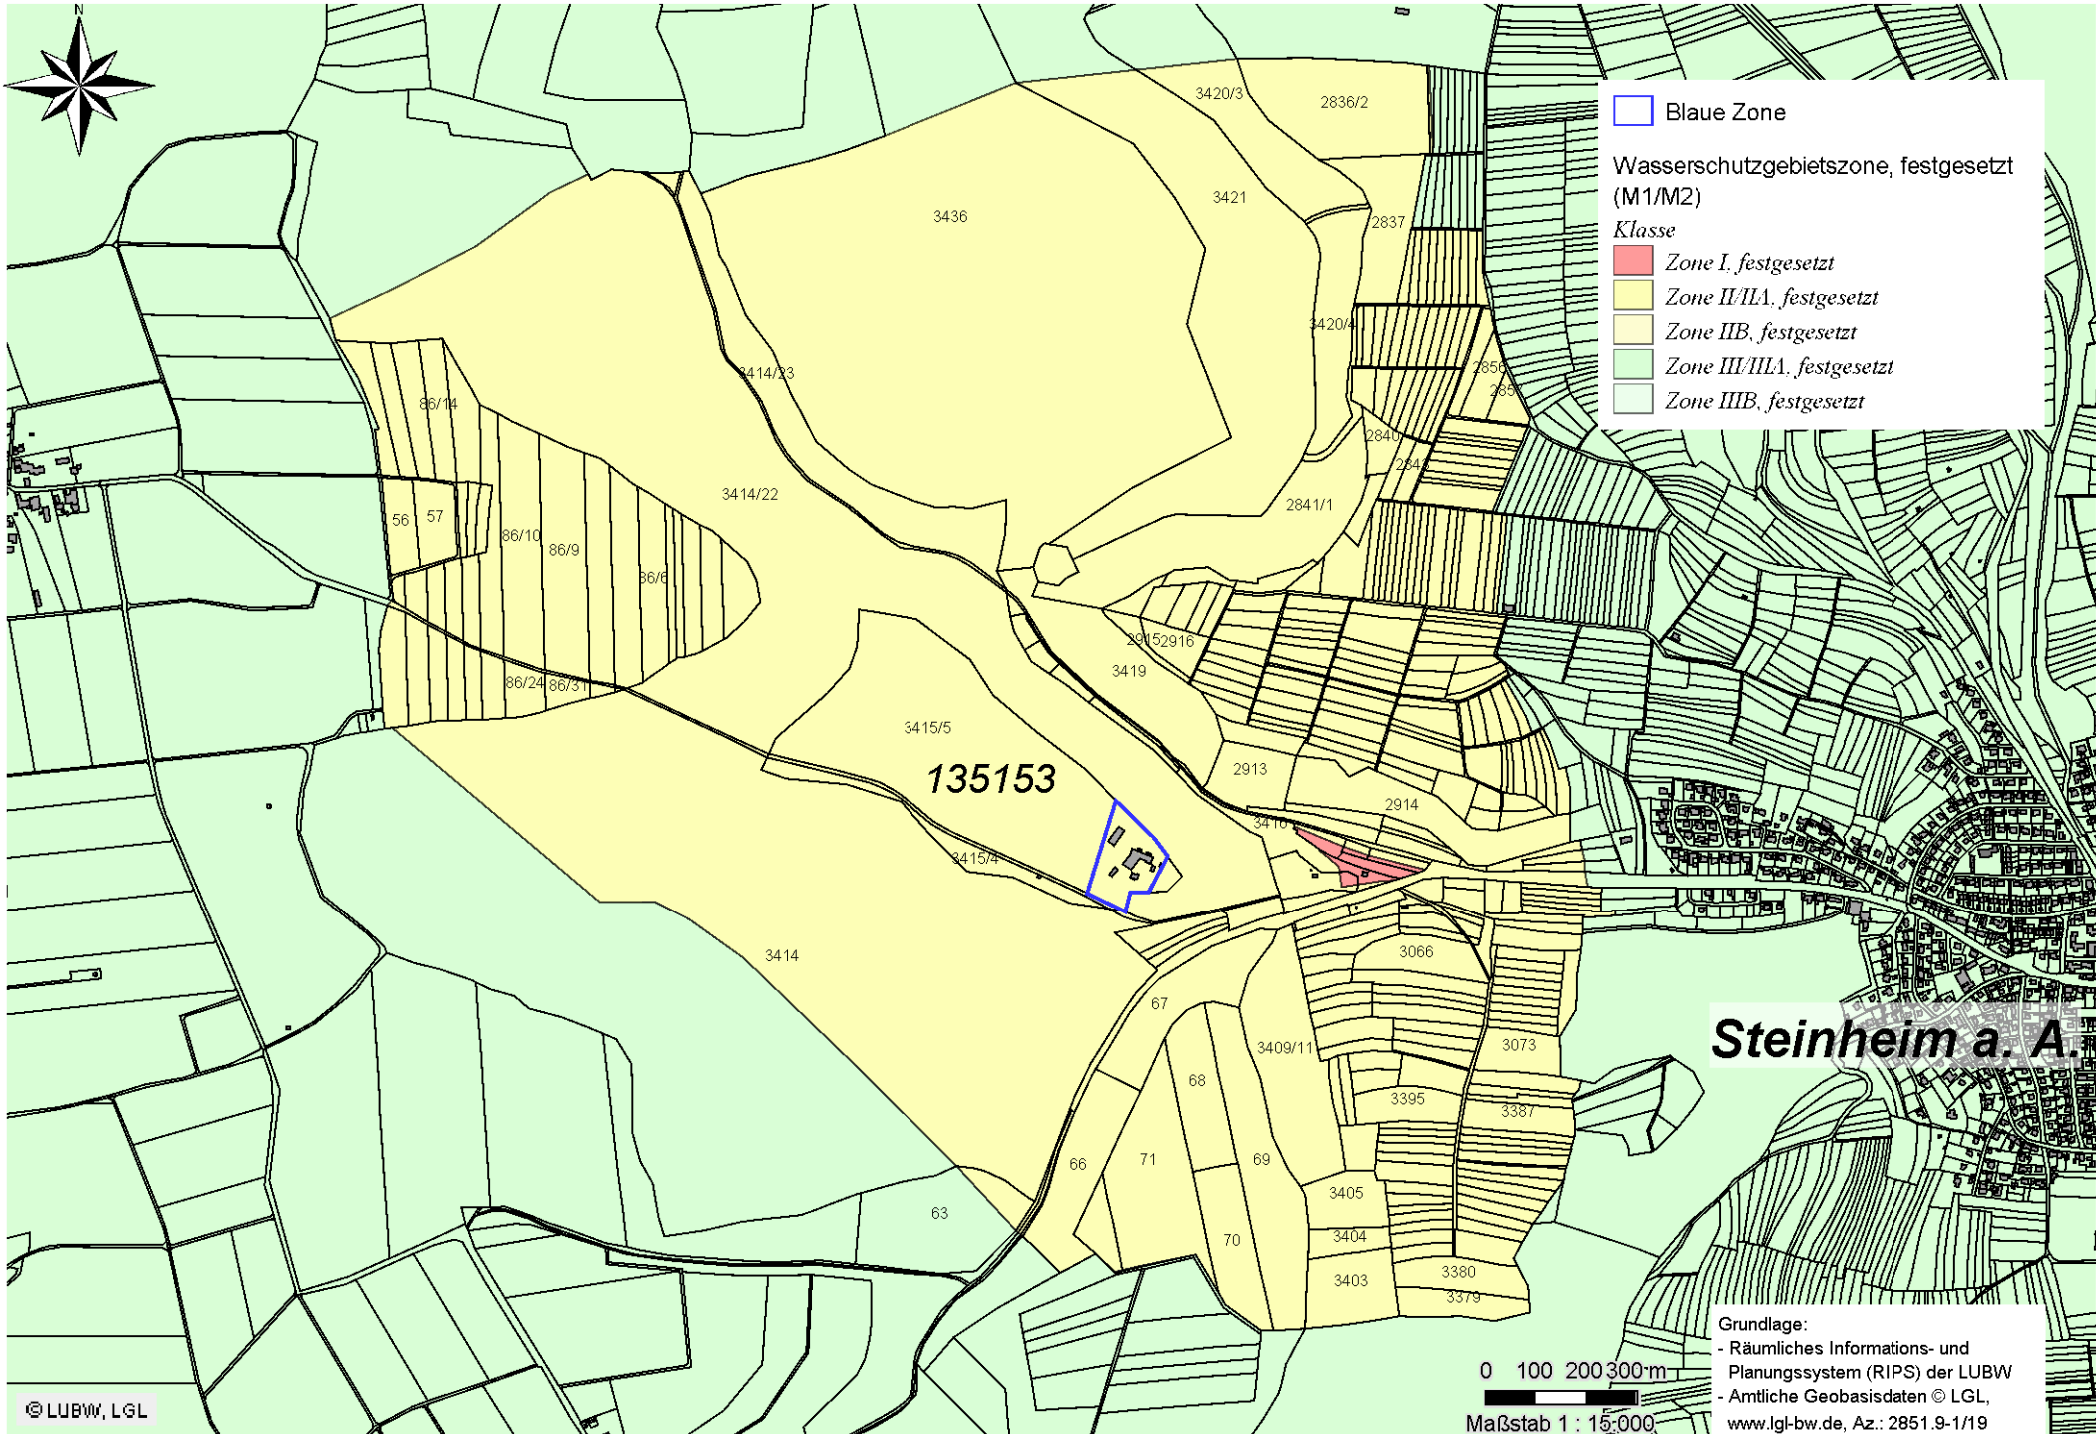 N
3420/3
2836/2
Blaue Zone
Wasserschutzgebietszone, festgesetzt
(M1/M2)
Klasse
Zone I, festgesetzt
Zone II/IIA, festgesetzt
Zone IIB, festgesetzt
Zone III/IIIA, festgesetzt
Zone IIIB, festgesetzt
3436
3421
2837
3420/4
3414/23
2856
86/14
2840
3414/22
2841/1
56
57
86/10
86/9
86/6
2915
2916
3419
86/24
86/31
3415/5
135153
2913
2914
3415/4
3414
3066
67
3409/11
3073
Steinheim a. A.
68
3395
3387
66
71
69
3405
63
70
3404
3403
3380
3379
0 100 200 300 m
Maßstab 1 : 15:000
Grundlage:
- Räumliches Informations- und
Planungssystem (RIPS) der LUBW
- Amtliche Geobasisdaten © LGL,
www.lgl-bw.de, Az.: 2851.9-1/19
© LUBW, LGL